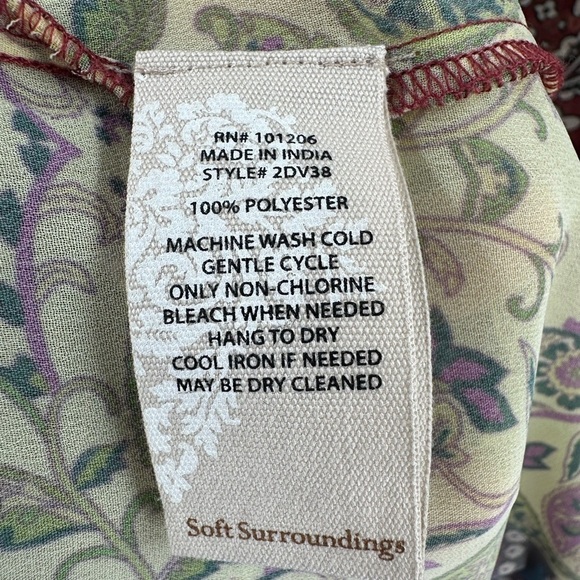 RN# 101206
MADE IN INDIA
STYLE# 2DV38
100% POLYESTER
MACHINE WASH COLD
GENTLE CYCLE
ONLY NON-CHLORINE
BLEACH WHEN NEEDED
HANG TO DRY
COOL IRON IF NEEDED
MAY BE DRY CLEANED
Soft Surroundings